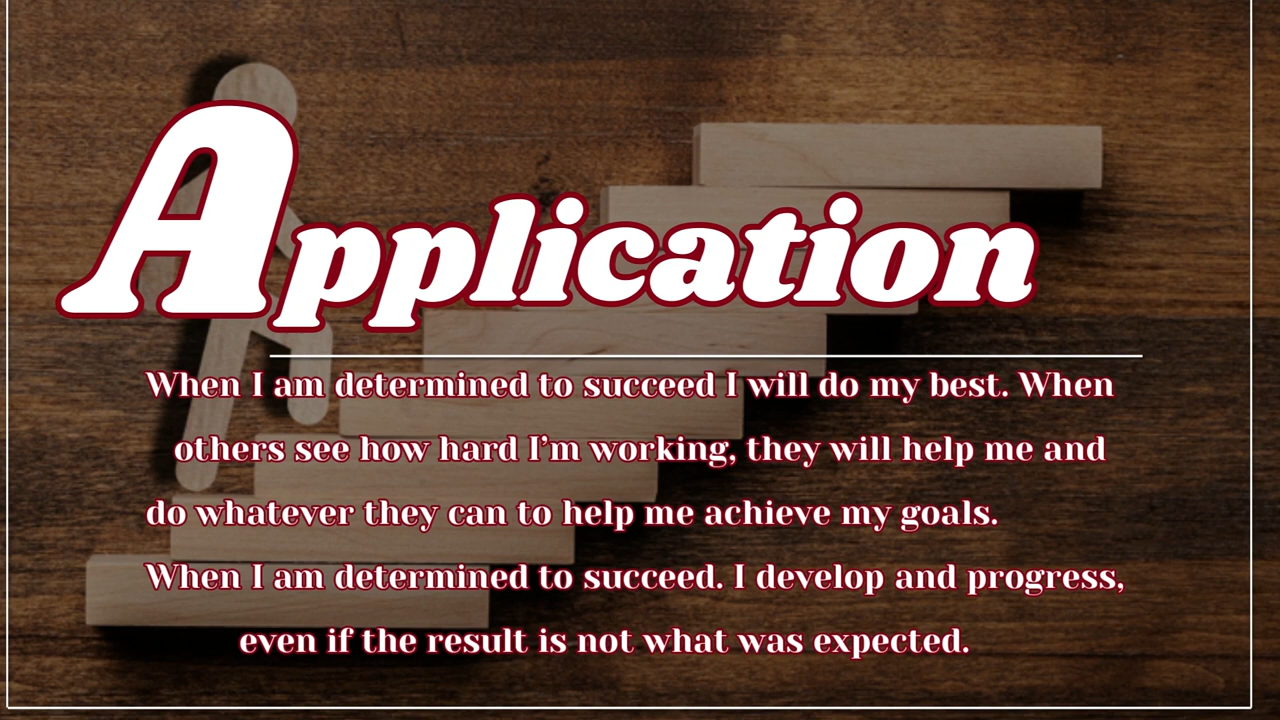 Application
When I am determined to succeed I will do my best. When
others see how hard I’m working, they will help me and
do whatever they can to help me achieve my goals.
When I am determined to succeed. I develop and progress,
even if the result is not what was expected.